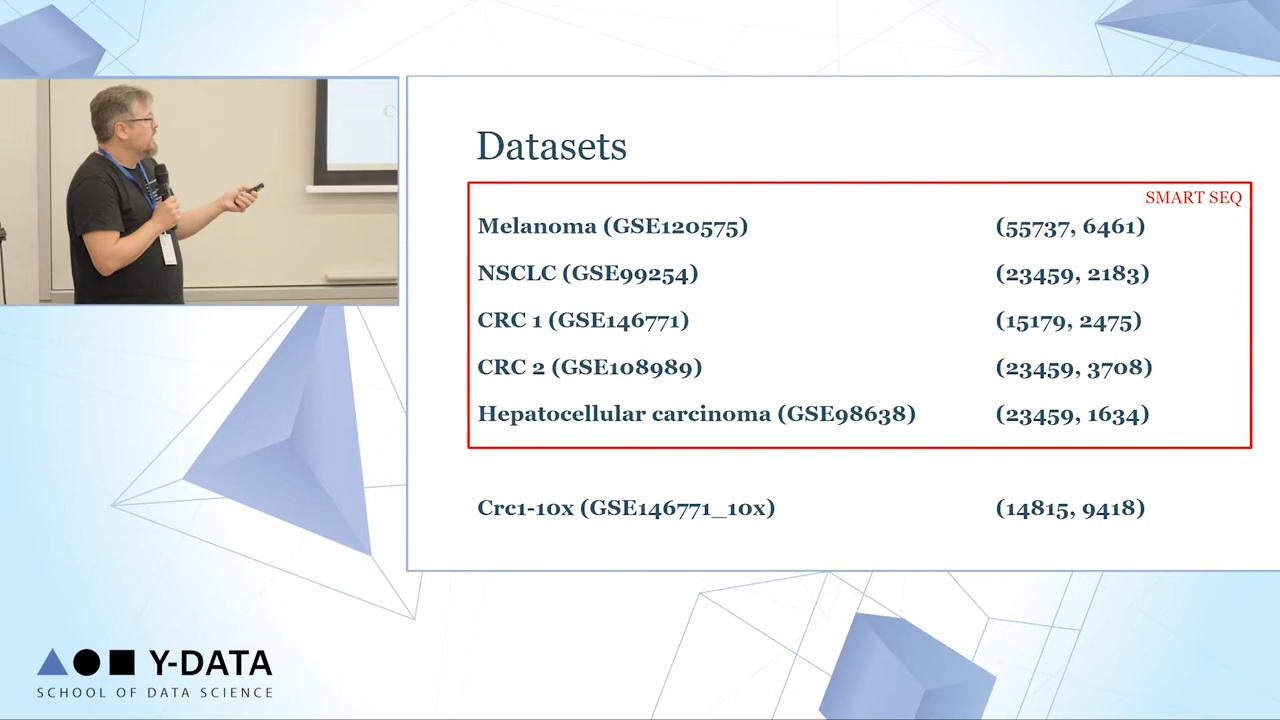 Datasets
SMART SEQ
Melanoma (GSE120575) (55737, 6461)
NSCLC (GSE99254) (23459, 2183)
CRC 1 (GSE146771) (15179, 2475)
CRC 2 (GSE108989) (23459, 3708)
Hepatocellular carcinoma (GSE98638) (23459, 1634)
Crc1-10x (GSE146771_10x) (14815, 9418)
Y-DATA
SCHOOL OF DATA SCIENCE